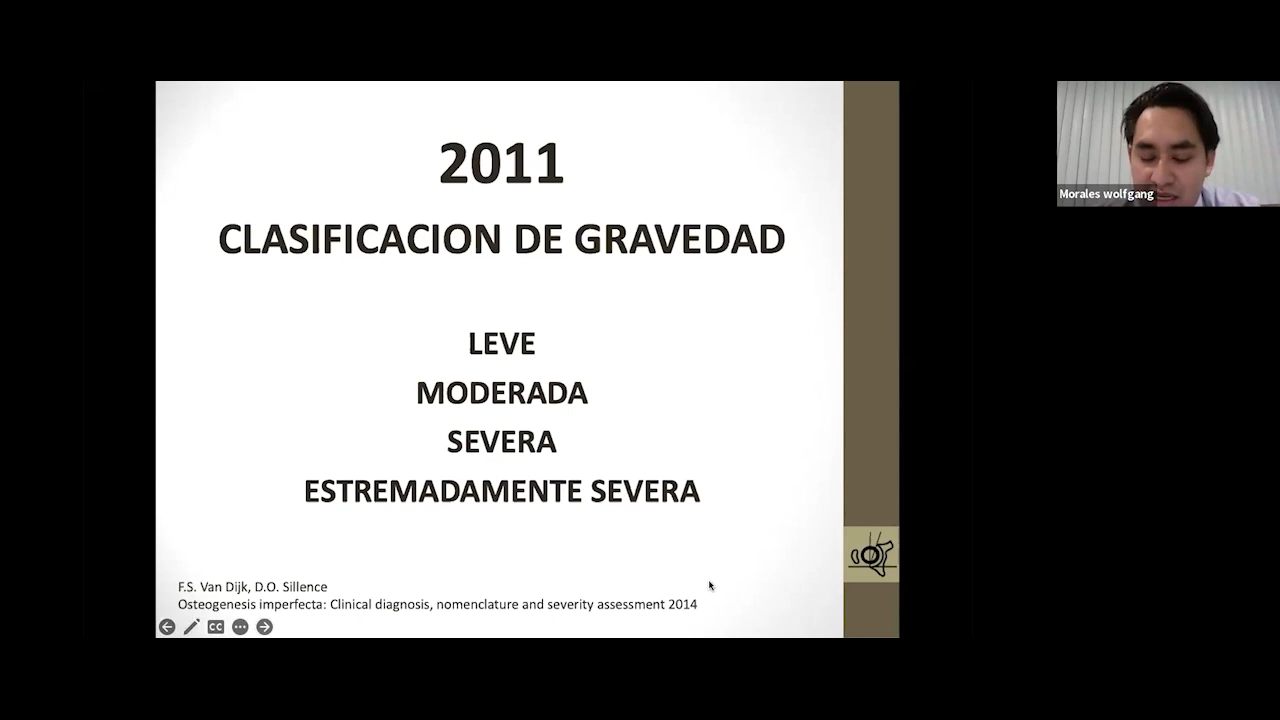 2011
CLASIFICACION DE GRAVEDAD
LEVE
MODERADA
SEVERA
ESTREMADAMENTE SEVERA
F.S. Van Dijk, D.O. Sillence
Osteogenesis imperfecta: Clinical diagnosis, nomenclature and severity assessment 2014
CC
Morales wolfgang